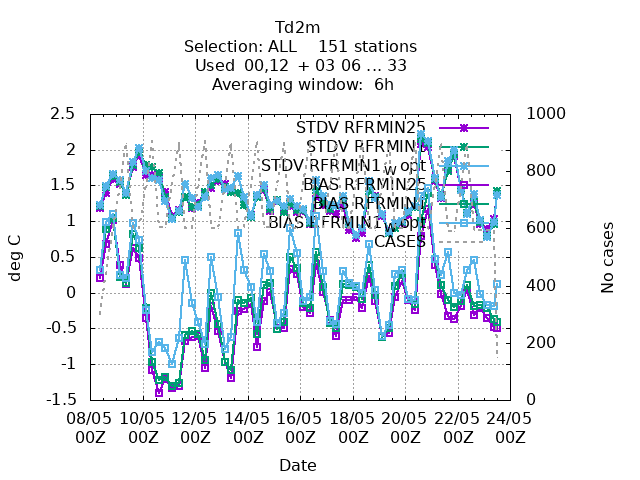 Td2m
Selection: ALL 151 stations
Used 00,12 + 03 06 ... 33
Averaging window: 6h
2.5
2
1.5
1
0.5
0
-0.5
-1
-1.5
1000
800
600
400
200
0
STDV RFRMIN25
STDV RFRMIN1
STDV RFRMIN1w opt
BIAS RFRMIN25
BIAS RFRMIN1
BIAS RFRMIN1w opt
CASES
deg C
No cases
08/05 10/05 12/05 14/05 16/05 18/05 20/05 22/05 24/05
00Z 00Z 00Z 00Z 00Z 00Z 00Z 00Z 00Z
Date